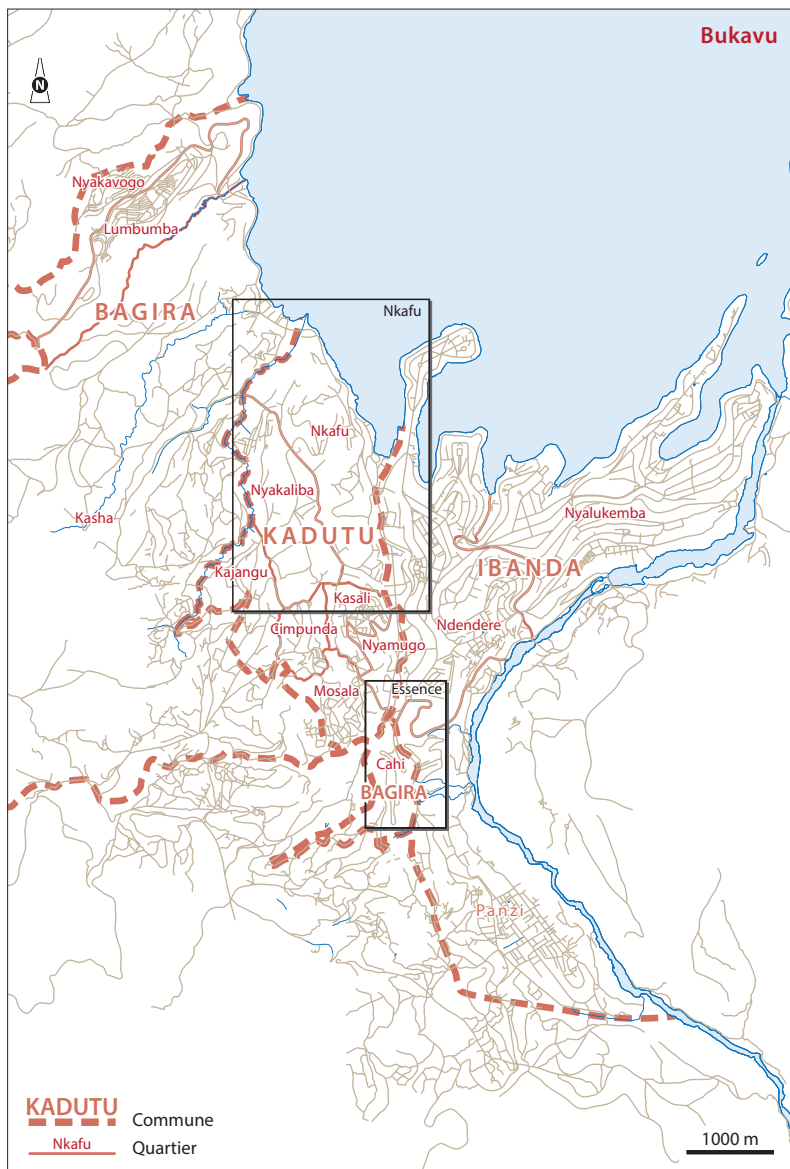 Bukavu
N
Nyakavogo
Lumbumba
BAGIRA
Nkafu
Nkafu
Nyakaliba
Nyalukemba
Kasha
KADUTU
IBANDA
Kajangu
Kasali
Cimpunda
Ndendere
Nyamugo
Mosala
Essence
Cahi
BAGIRA
Panzi
KADUTU
Commune
Nkafu
Quartier
1000 m